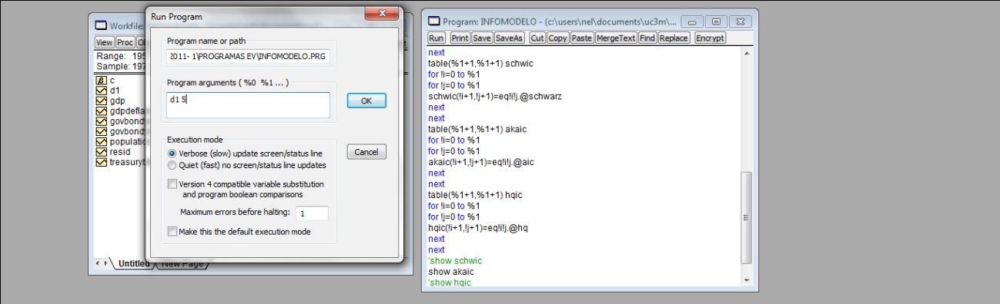 Workfile:
View Proc
Range: 195
Sample: 197
c
d1
gdp
gdpdefla
govbond
govbond
populatio
resid
treasuryb
Untitled New Page
Run Program
Program name or path
2011- 1\PROGRAMAS EV\INFOMODELO.PRG
Program arguments ( %0 %1 ... )
d1 5
OK
Execution mode
Verbose (slow) update screen/status line
Cancel
Quiet (fast) no screen/status line updates
Version 4 compatible variable substitution
and program boolean comparisons
Maximum errors before halting: 1
Make this the default execution mode
Program: INFOMODELO - (c:\users\nel\documents\uc3m\...
Run Print Save SaveAs Cut Copy Paste MergeText Find Replace Encrypt
next
table(%1+1,%1+1) schwic
for !i=0 to %1
for !j=0 to %1
schwic(!i+1,!j+1)=eq!i!j.@schwarz
next
next
table(%1+1,%1+1) akaic
for !i=0 to %1
for !j=0 to %1
akaic(!i+1,!j+1)=eq!i!j.@aic
next
next
table(%1+1,%1+1) hqic
for !i=0 to %1
for !j=0 to %1
hqic(!i+1,!j+1)=eq!i!j.@hq
next
next
'show schwic
show akaic
'show hqic